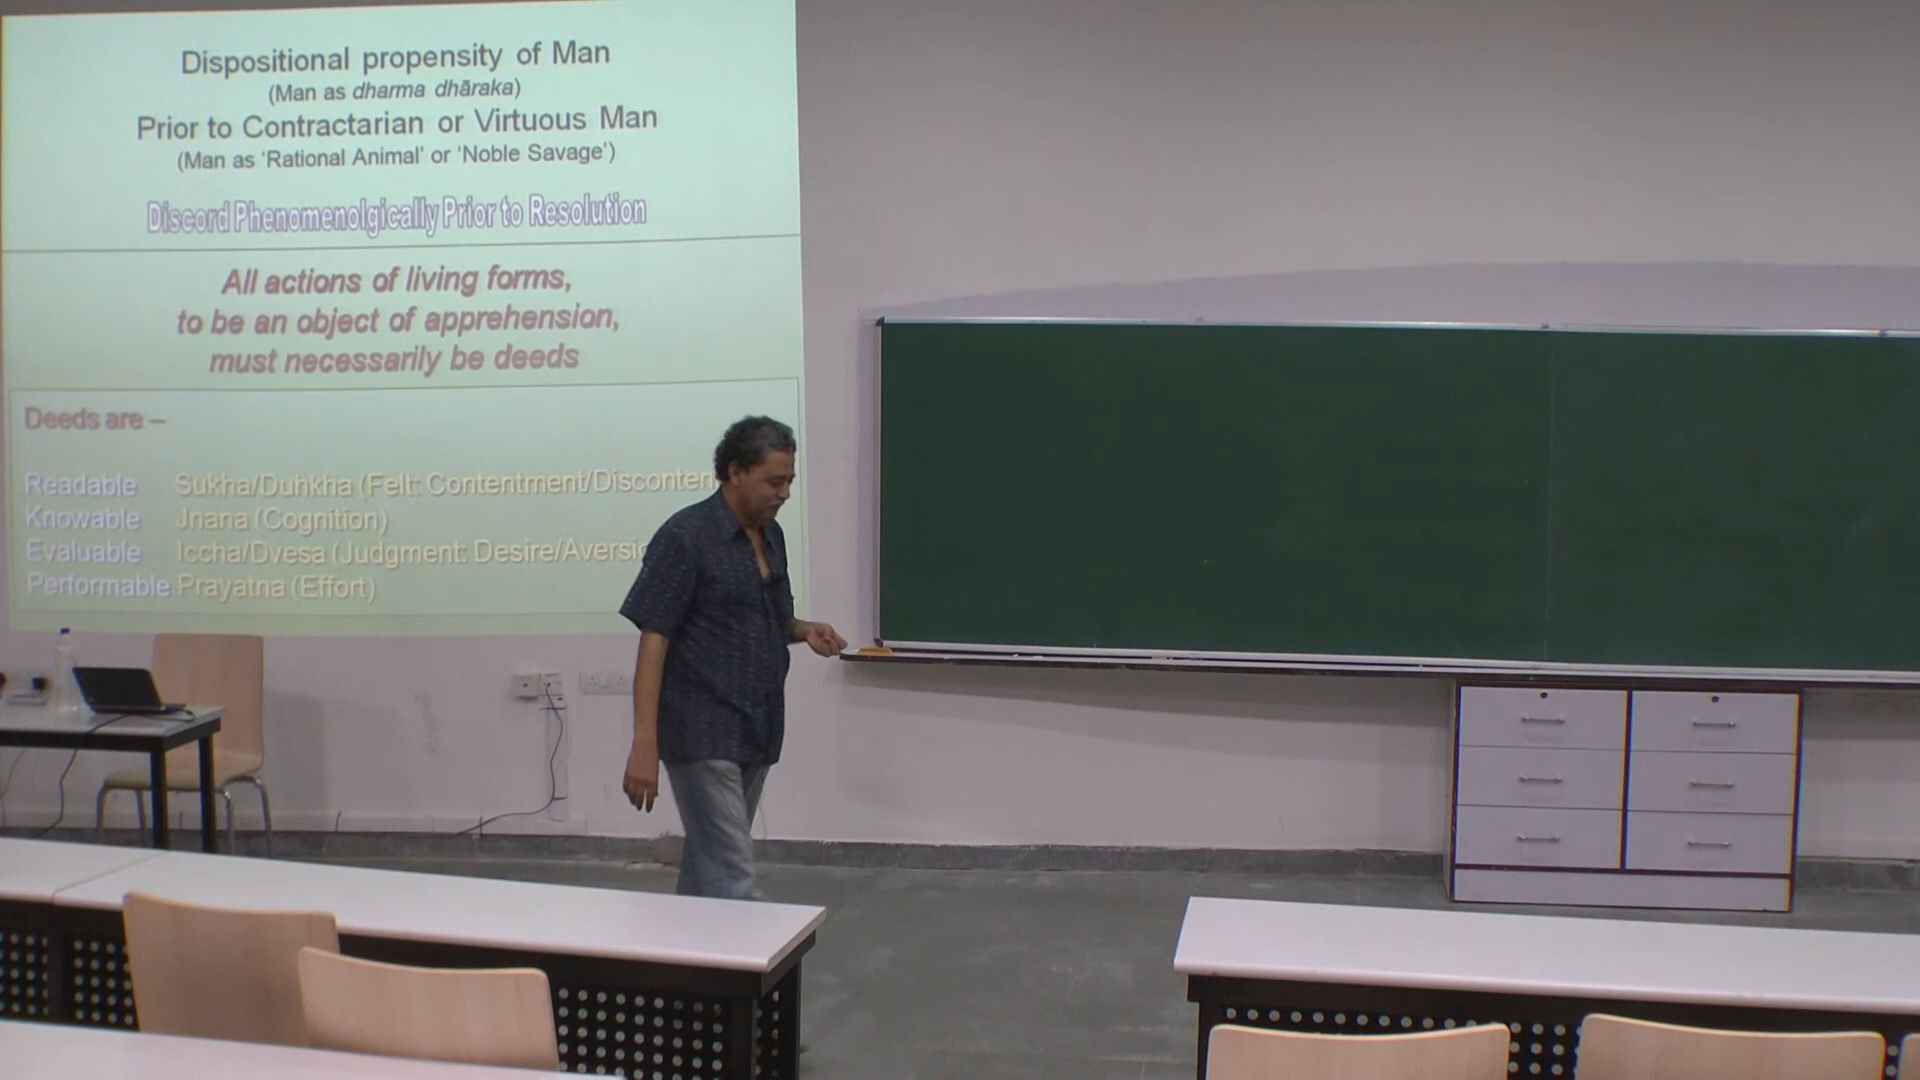 Dispositional propensity of Man
(Man as dharma dhāraka)
Prior to Contractarian or Virtuous Man
(Man as ‘Rational Animal’ or ‘Noble Savage’)
Discord Phenomenolgically Prior to Resolution
All actions of living forms,
to be an object of apprehension,
must necessarily be deeds
Deeds are –
Readable Sukha/Duhkha (Felt: Contentment/Disconten
Knowable Jnana (Cognition)
Evaluable Iccha/Dvesa (Judgment: Desire/Aversio
Performable Prayatna (Effort)